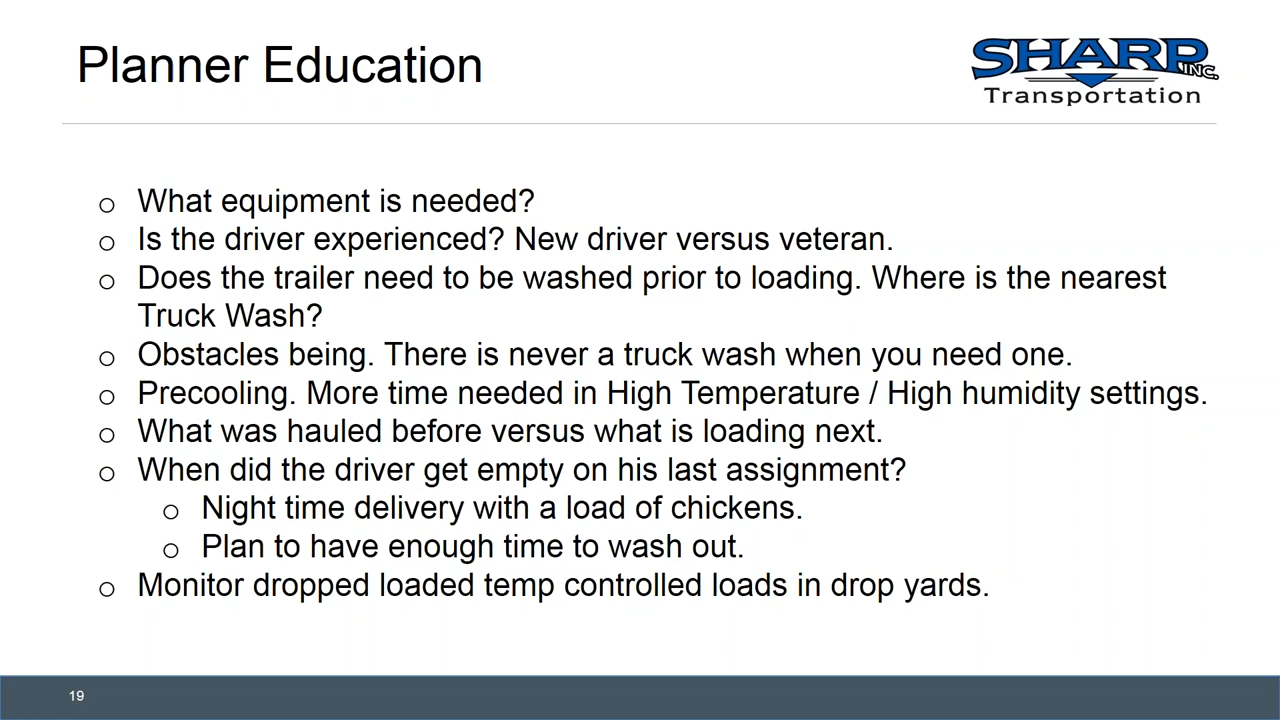 Planner Education
SHARP INC.
Transportation
o What equipment is needed?
o Is the driver experienced? New driver versus veteran.
o Does the trailer need to be washed prior to loading. Where is the nearest
Truck Wash?
o Obstacles being. There is never a truck wash when you need one.
o Precooling. More time needed in High Temperature / High humidity settings.
o What was hauled before versus what is loading next.
o When did the driver get empty on his last assignment?
o Night time delivery with a load of chickens.
o Plan to have enough time to wash out.
o Monitor dropped loaded temp controlled loads in drop yards.
19